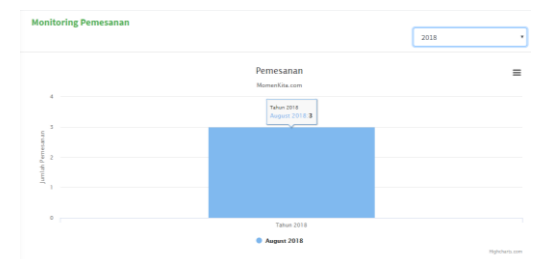 Monitoring Pemesanan
2018
Pemesanan
MomenKita.com
4
Tahun 2018
August 2018: 3
3
2
1
0
Jumlah Pemesanan
Tahun 2018
August 2018
Highcharts.com